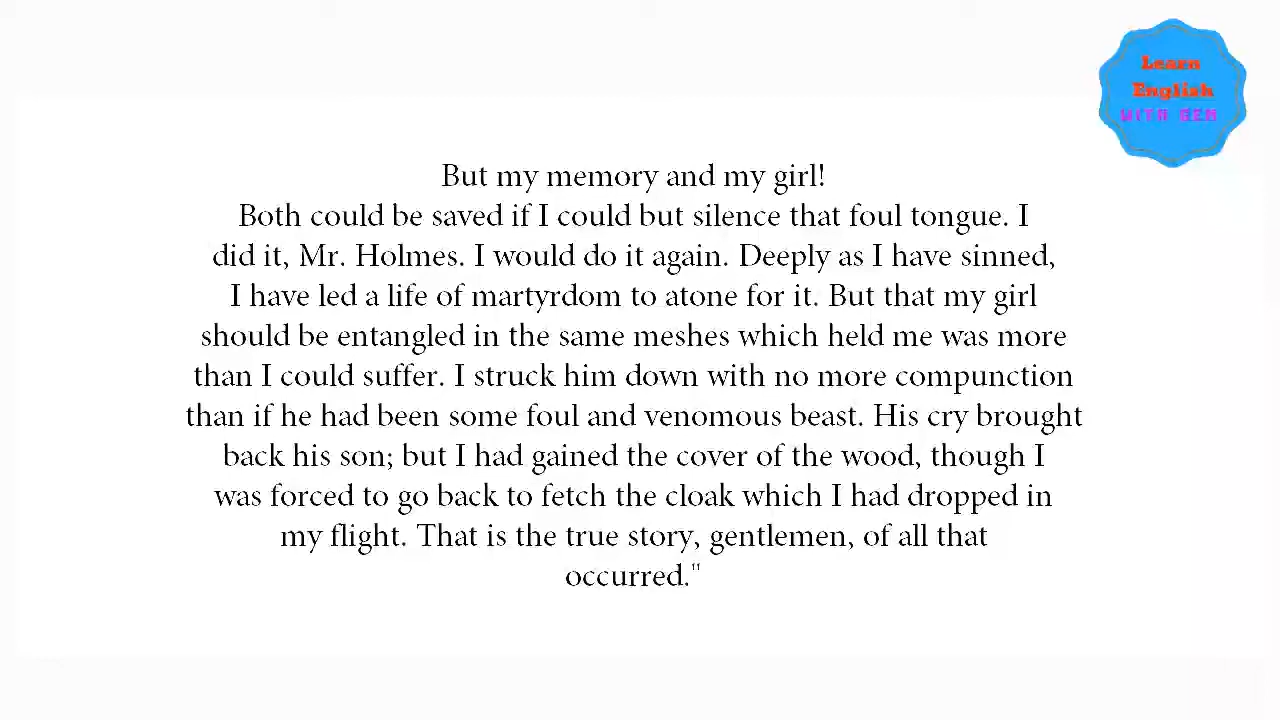 Learn
English
WITH BEN
But my memory and my girl!
Both could be saved if I could but silence that foul tongue. I
did it, Mr. Holmes. I would do it again. Deeply as I have sinned,
I have led a life of martyrdom to atone for it. But that my girl
should be entangled in the same meshes which held me was more
than I could suffer. I struck him down with no more compunction
than if he had been some foul and venomous beast. His cry brought
back his son; but I had gained the cover of the wood, though I
was forced to go back to fetch the cloak which I had dropped in
my flight. That is the true story, gentlemen, of all that
occurred."